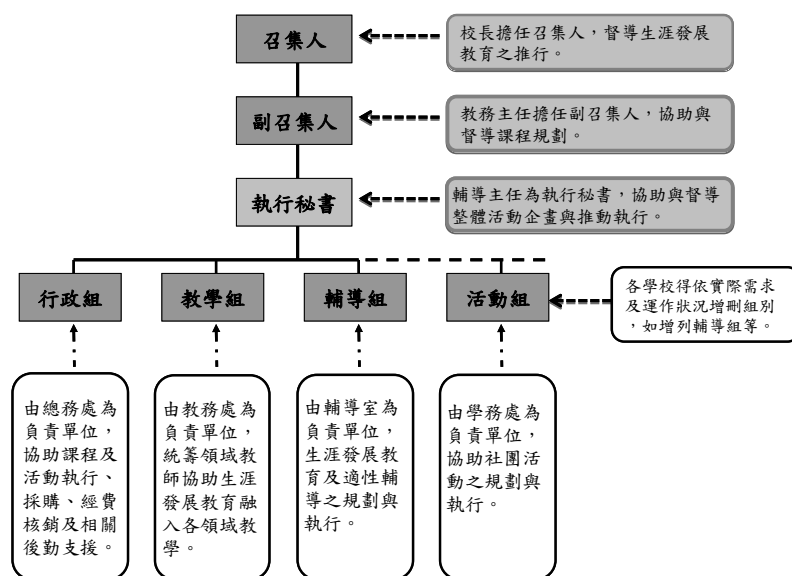 召集人
校長擔任召集人，督導生涯發展
教育之推行。
副召集人
教務主任擔任副召集人，協助與
督導課程規劃。
執行秘書
輔導主任為執行秘書，協助與督導
整體活動企畫與推動執行。
行政組
教學組
輔導組
活動組
各學校得依實際需求
及運作狀況增刪組別
，如增列輔導組等。
由總務處為
負責單位，
協助課程及
活動執行、
採購、經費
核銷及相關
後勤支援。
由教務處為
負責單位，
統籌領域教
師協助生涯
發展教育融
入各領域教
學。
由輔導室為
負責單位，
生涯發展教
育及適性輔
導之規劃與
執行。
由學務處為
負責單位，
協助社團活
動之規劃與
執行。